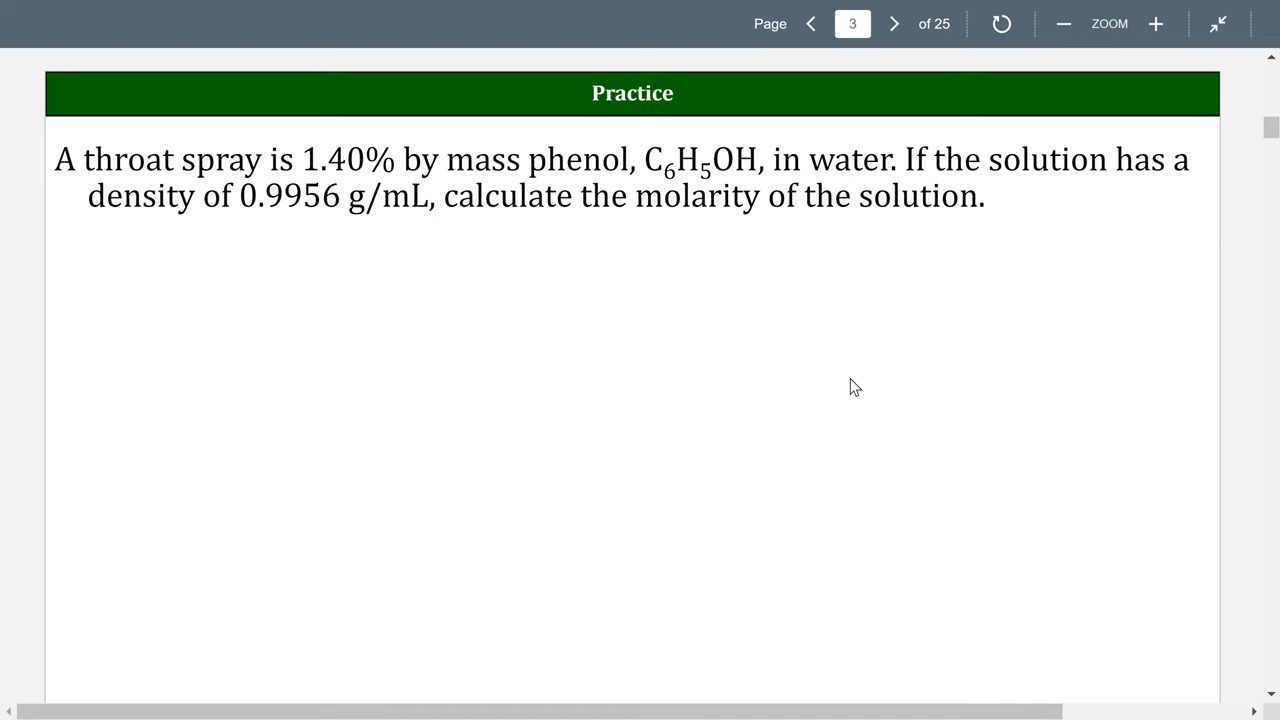 Page 3 of 25 ZOOM
Practice
A throat spray is 1.40% by mass phenol, C₆H₅OH, in water. If the solution has a
density of 0.9956 g/mL, calculate the molarity of the solution.